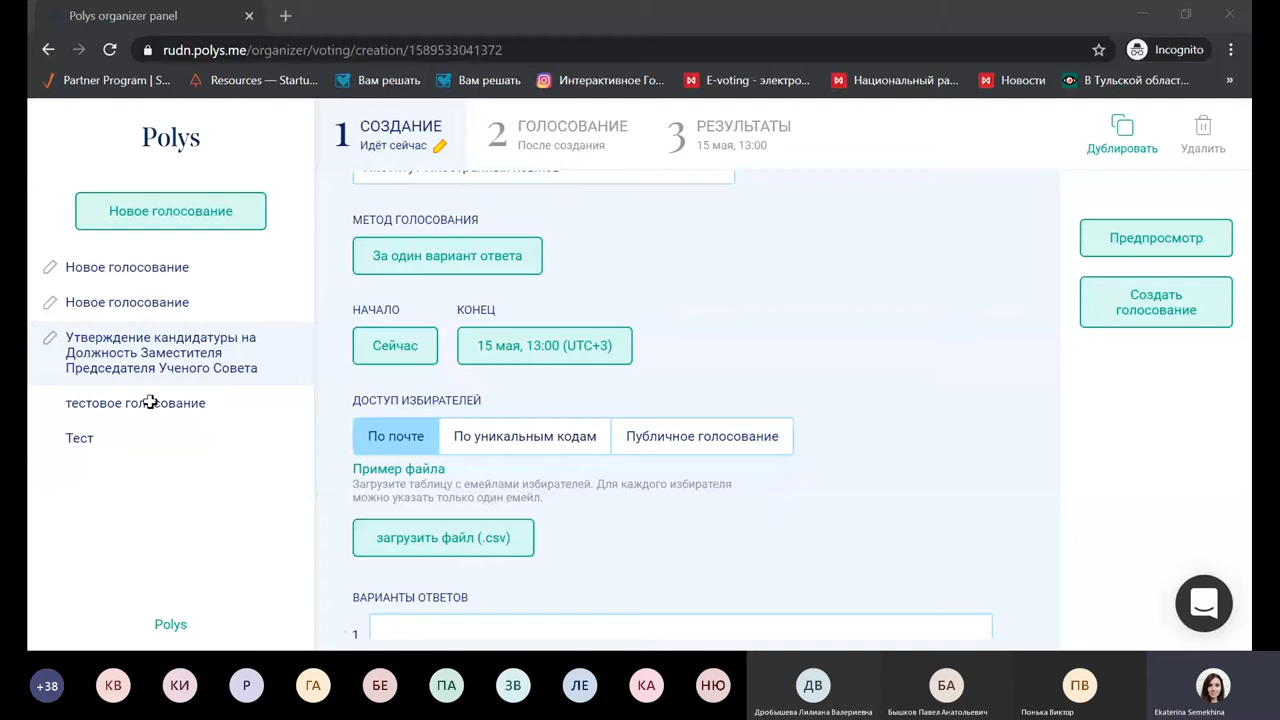 Polys organizer panel
rudn.polys.me/organizer/voting/creation/1589533041372
Incognito
Partner Program | S...
Resources — Startu...
Вам решать
Вам решать
Интерактивное Го...
E-voting - электро...
Национальный ра...
Новости
В Тульской област...
»
Polys
1 СОЗДАНИЕ
Идёт сейчас
2 ГОЛОСОВАНИЕ
После создания
3 РЕЗУЛЬТАТЫ
15 мая, 13:00
Дублировать
Удалить
Новое голосование
Новое голосование
Новое голосование
Утверждение кандидатуры на
Должность Заместителя
Председателя Ученого Совета
тестовое голосование
Тест
Polys
МЕТОД ГОЛОСОВАНИЯ
За один вариант ответа
НАЧАЛО
КОНЕЦ
Сейчас
15 мая, 13:00 (UTC+3)
ДОСТУП ИЗБИРАТЕЛЕЙ
По почте
По уникальным кодам
Публичное голосование
Пример файла
Загрузите таблицу с емейлами избирателей. Для каждого избирателя
можно указать только один емейл.
загрузить файл (.csv)
ВАРИАНТЫ ОТВЕТОВ
1
Предпросмотр
Создать
голосование
+38
КВ
КИ
Р
ГА
БЕ
ПА
ЗВ
ЛЕ
КА
НЮ
ДВ
Дробышева Лилиана Валериевна
БА
Бышков Павел Анатольевич
ПВ
Понька Виктор
Ekaterina Semekhina